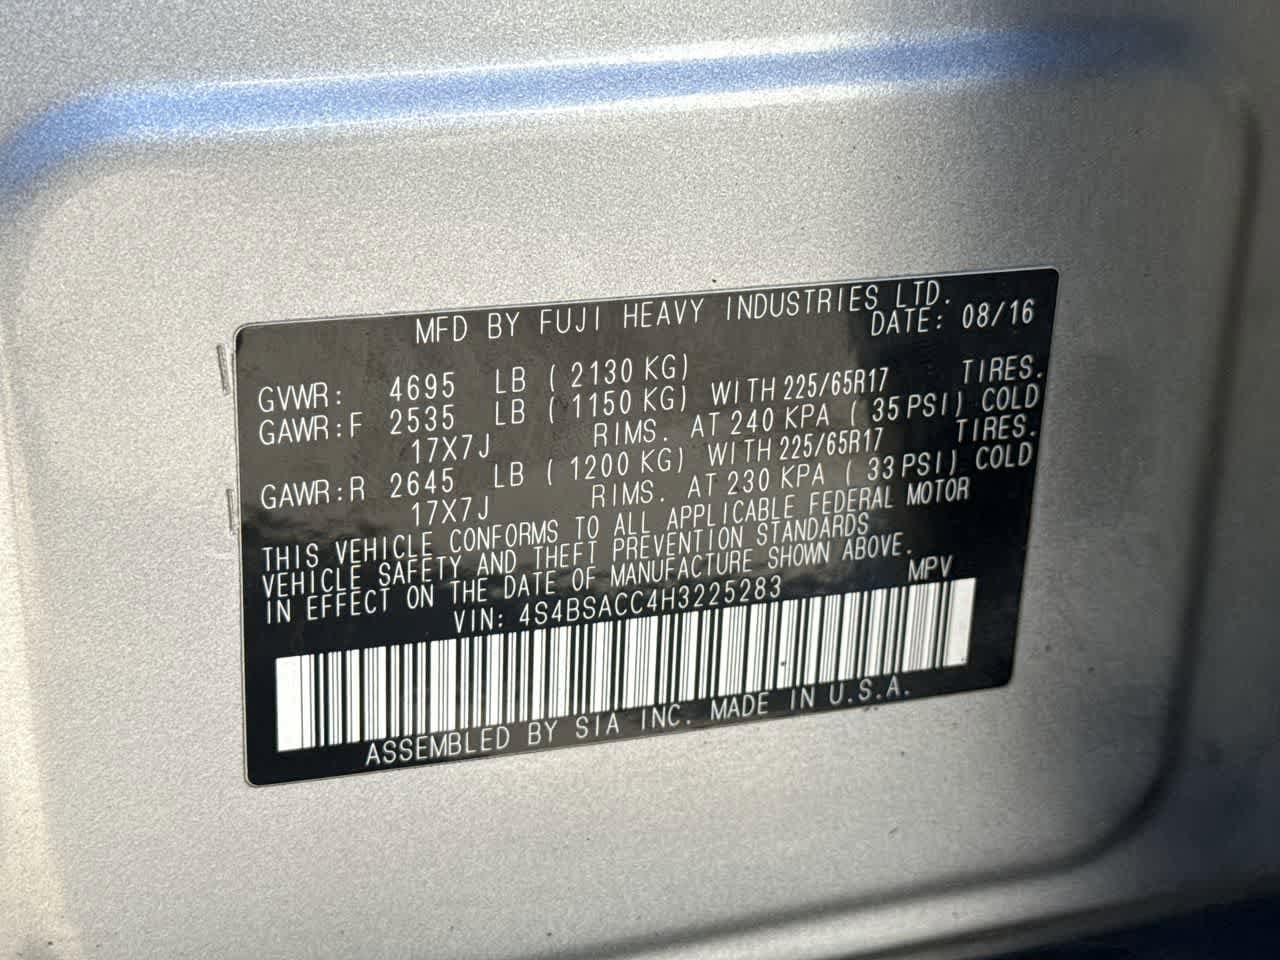 MFD BY FUJI HEAVY INDUSTRIES LTD.
DATE: 08/16
GVWR: 4695 LB ( 2130 KG)
GAWR:F 2535 LB ( 1150 KG) WITH 225/65R17 TIRES.
17X7J RIMS. AT 240 KPA ( 35 PSI) COLD
GAWR:R 2645 LB ( 1200 KG) WITH 225/65R17 TIRES.
17X7J RIMS. AT 230 KPA ( 33 PSI) COLD
THIS VEHICLE CONFORMS TO ALL APPLICABLE FEDERAL MOTOR
VEHICLE SAFETY AND THEFT PREVENTION STANDARDS
IN EFFECT ON THE DATE OF MANUFACTURE SHOWN ABOVE.
VIN: 4S4BSACC4H3225283 MPV
ASSEMBLED BY SIA INC. MADE IN U.S.A.